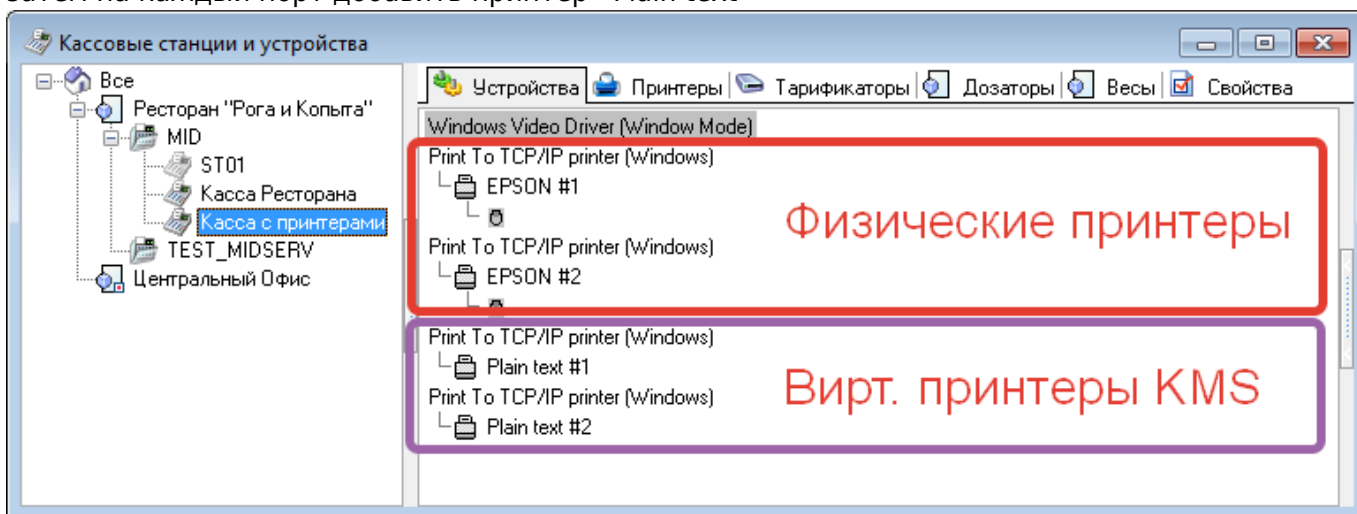 Кассовые станции и устройства
Все
Ресторан "Рога и Копыта"
MID
ST01
Касса Ресторана
Касса с принтерами
TEST_MIDSERV
Центральный Офис
Устройства Принтеры Тарификаторы Дозаторы Весы Свойства
Windows Video Driver (Window Mode)
Print To TCP/IP printer (Windows)
EPSON #1
Print To TCP/IP printer (Windows)
EPSON #2
Физические принтеры
Print To TCP/IP printer (Windows)
Plain text #1
Print To TCP/IP printer (Windows)
Plain text #2
Вирт. принтеры KMS